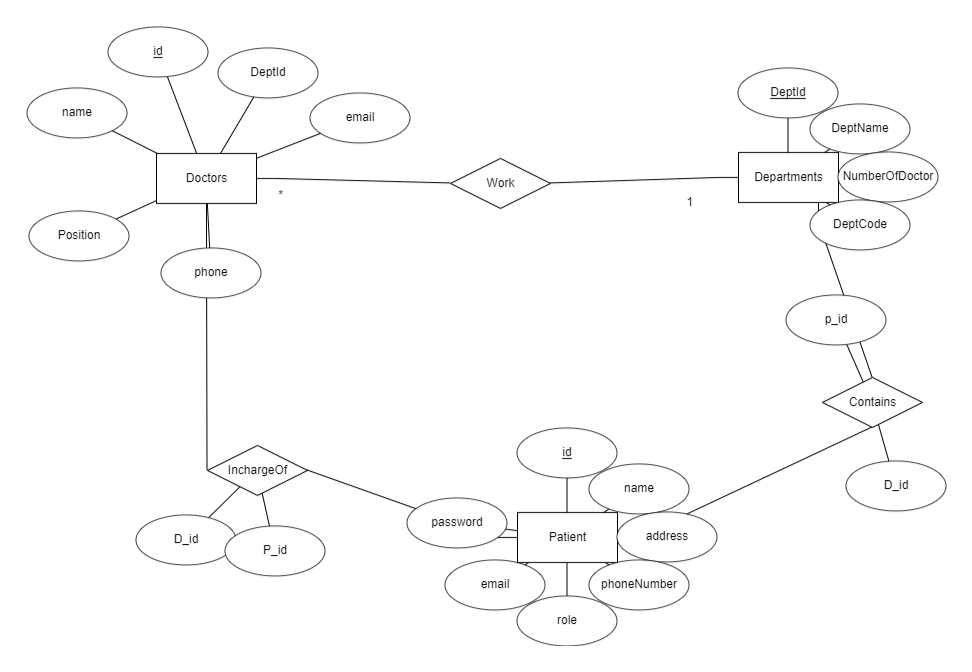 id
DeptId
name
email
DeptId
DeptName
Doctors
Work
Departments
NumberOfDoctor
*
1
Position
DeptCode
phone
p_id
Contains
id
InchargeOf
name
D_id
password
Patient
address
D_id
P_id
email
phoneNumber
role